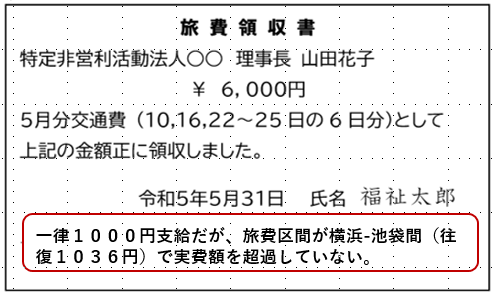 旅費領収書
特定非営利活動法人〇〇 理事長 山田花子
￥ 6,000円
5月分交通費（10,16,22～25日の6日分）として
上記の金額正に領収しました。
令和5年5月31日 氏名 福祉太郎
一律１０００円支給だが、旅費区間が横浜-池袋間（往
復１０３６円）で実費額を超過していない。